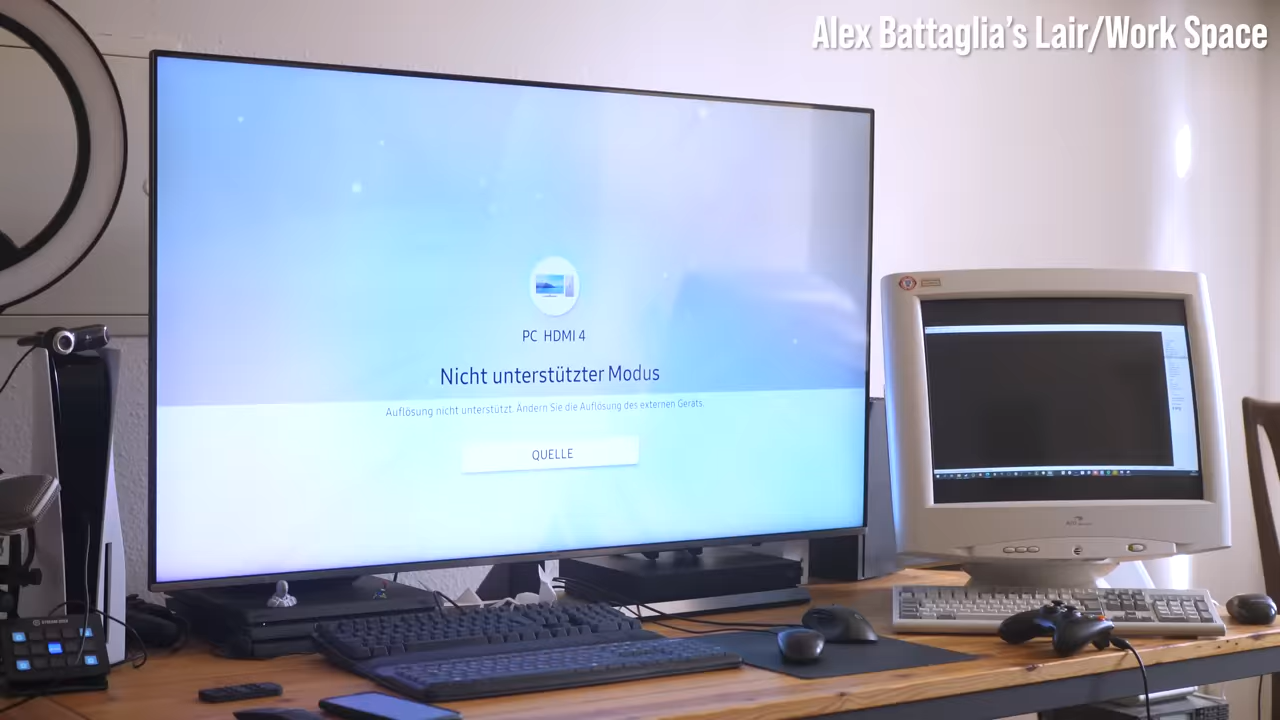 Alex Battaglia's Lair/Work Space
PC HDMI 4
Nicht unterstützter Modus
Auflösung nicht unterstützt. Ändern Sie die Auflösung des externen Geräts.
QUELLE